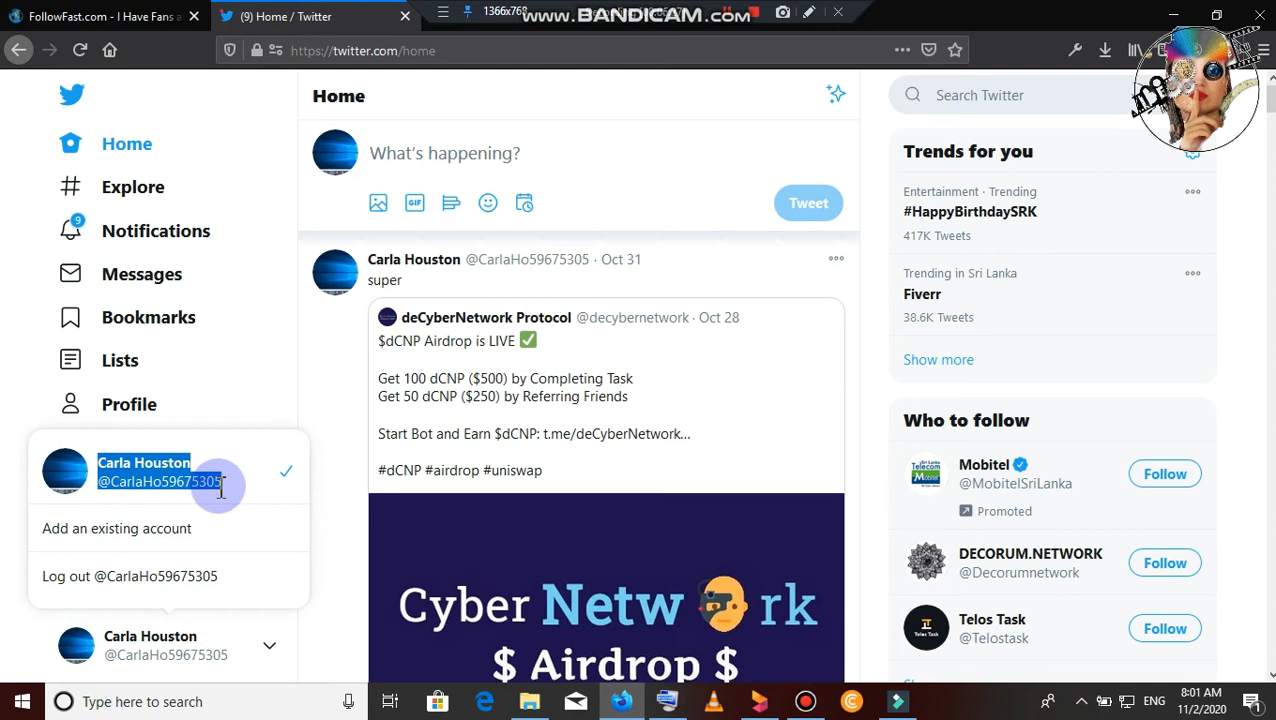 FollowFast.com - I Have Fans a
(9) Home / Twitter
1366x768
www.BANDICAM.com
https://twitter.com/home
Home
Explore
9
Notifications
Messages
Bookmarks
Lists
Profile
Carla Houston
@CarlaHo59675305
Add an existing account
Log out @CarlaHo59675305
Carla Houston
@CarlaHo59675305
Home
What's happening?
GIF
Tweet
Carla Houston @CarlaHo59675305 · Oct 31
super
deCyberNetwork Protocol @decybernetwork · Oct 28
$dCNP Airdrop is LIVE ✅
Get 100 dCNP ($500) by Completing Task
Get 50 dCNP ($250) by Referring Friends
Start Bot and Earn $dCNP: t.me/deCyberNetwork...
#dCNP #airdrop #uniswap
Cyber Netw rk
$ Airdrop $
Search Twitter
Trends for you
Entertainment · Trending
#HappyBirthdaySRK
417K Tweets
Trending in Sri Lanka
Fiverr
38.6K Tweets
Show more
Who to follow
Mobitel
@MobitelSriLanka
Promoted
Follow
DECORUM.NETWORK
@Decorumnetwork
Follow
Telos Task
@Telostask
Follow
Type here to search
ENG
8:01 AM
11/2/2020